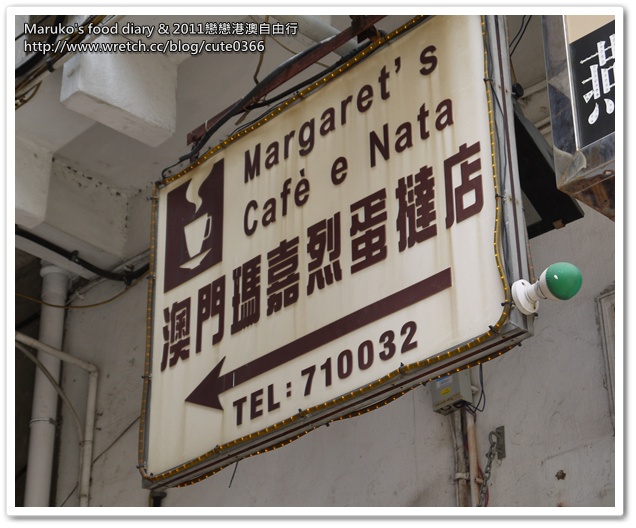 Maruko's food diary & 2011戀戀港澳自由行
http://www.wretch.cc/blog/cute0366
Margaret's
Cafè e Nata
澳門瑪嘉烈蛋撻店
TEL: 710032
燕